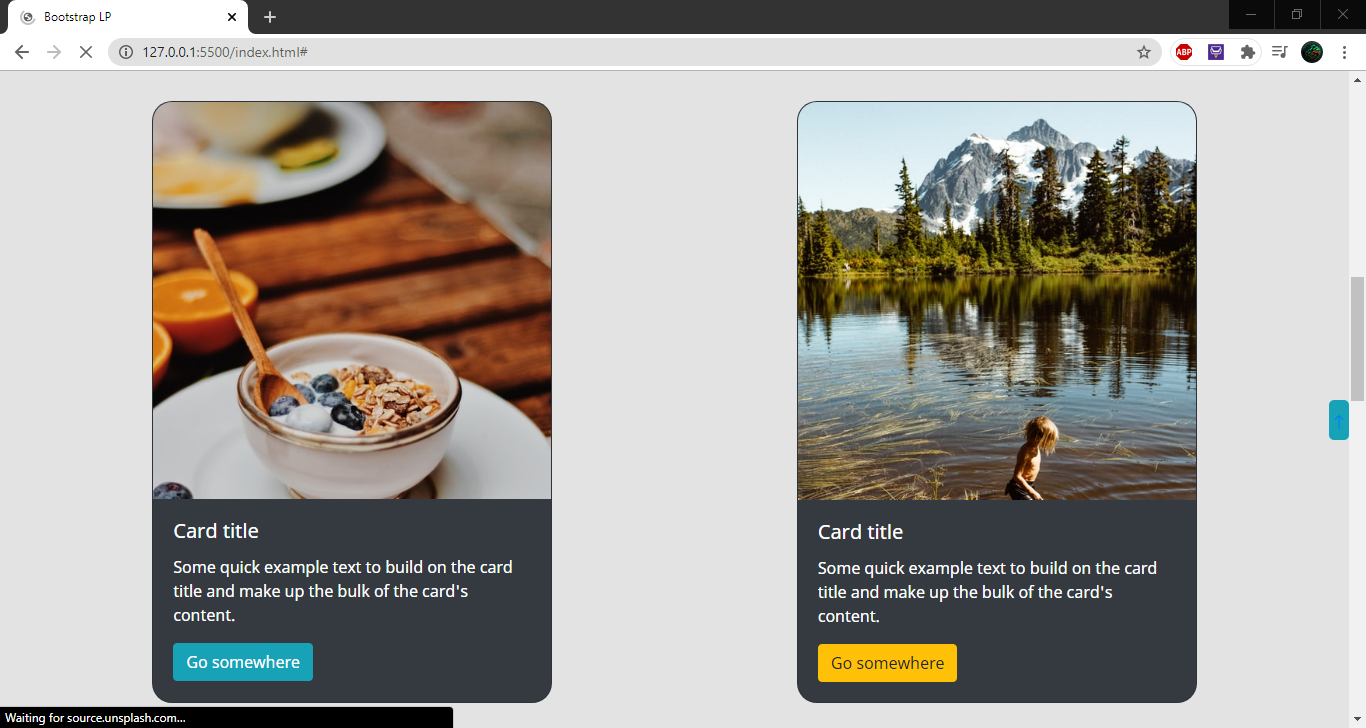 Bootstrap LP
127.0.0.1:5500/index.html#
ABP
Card title
Some quick example text to build on the card
title and make up the bulk of the card's
content.
Go somewhere
Card title
Some quick example text to build on the card
title and make up the bulk of the card's
content.
Go somewhere
Waiting for source.unsplash.com...